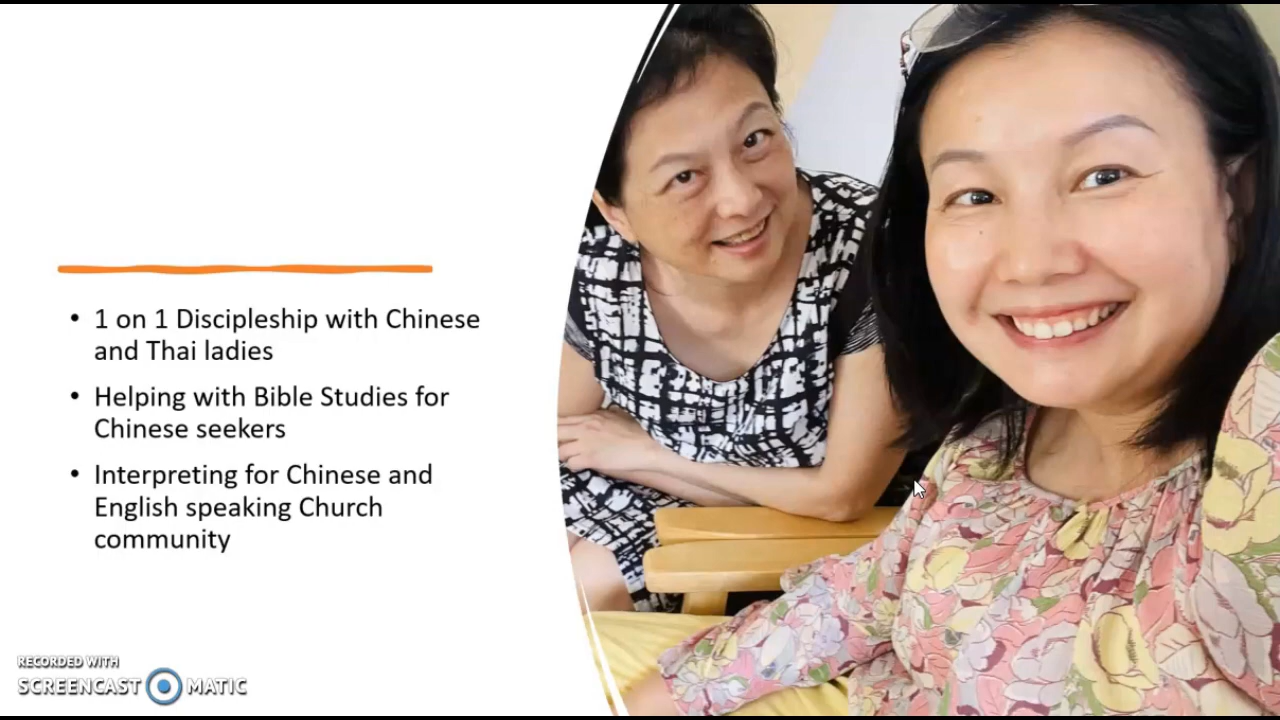 • 1 on 1 Discipleship with Chinese
and Thai ladies
• Helping with Bible Studies for
Chinese seekers
• Interpreting for Chinese and
English speaking Church
community
RECORDED WITH
SCREENCAST MATIC